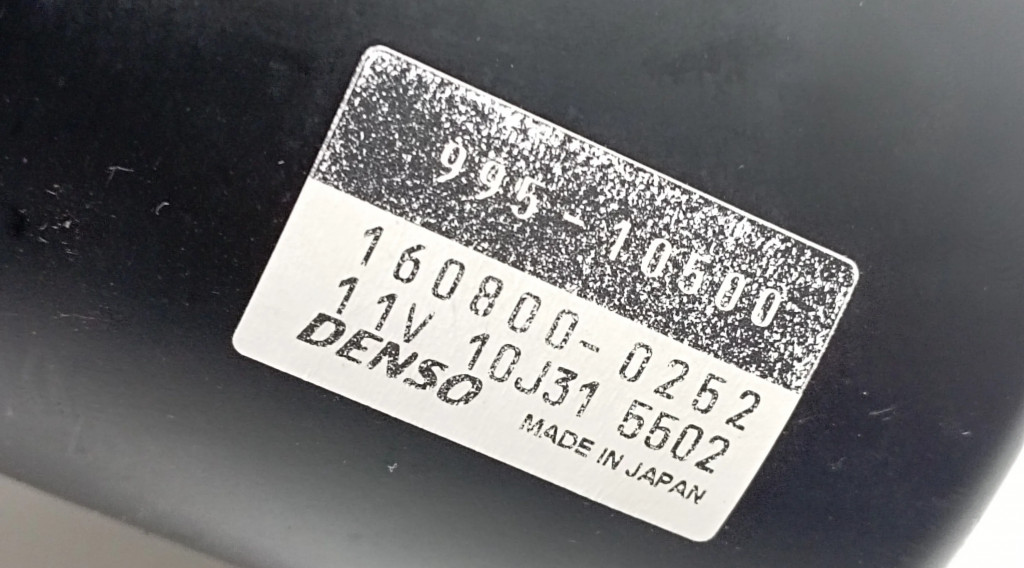 995-10500
160800-0252
11V 10J31 5502
DENSO
MADE IN JAPAN